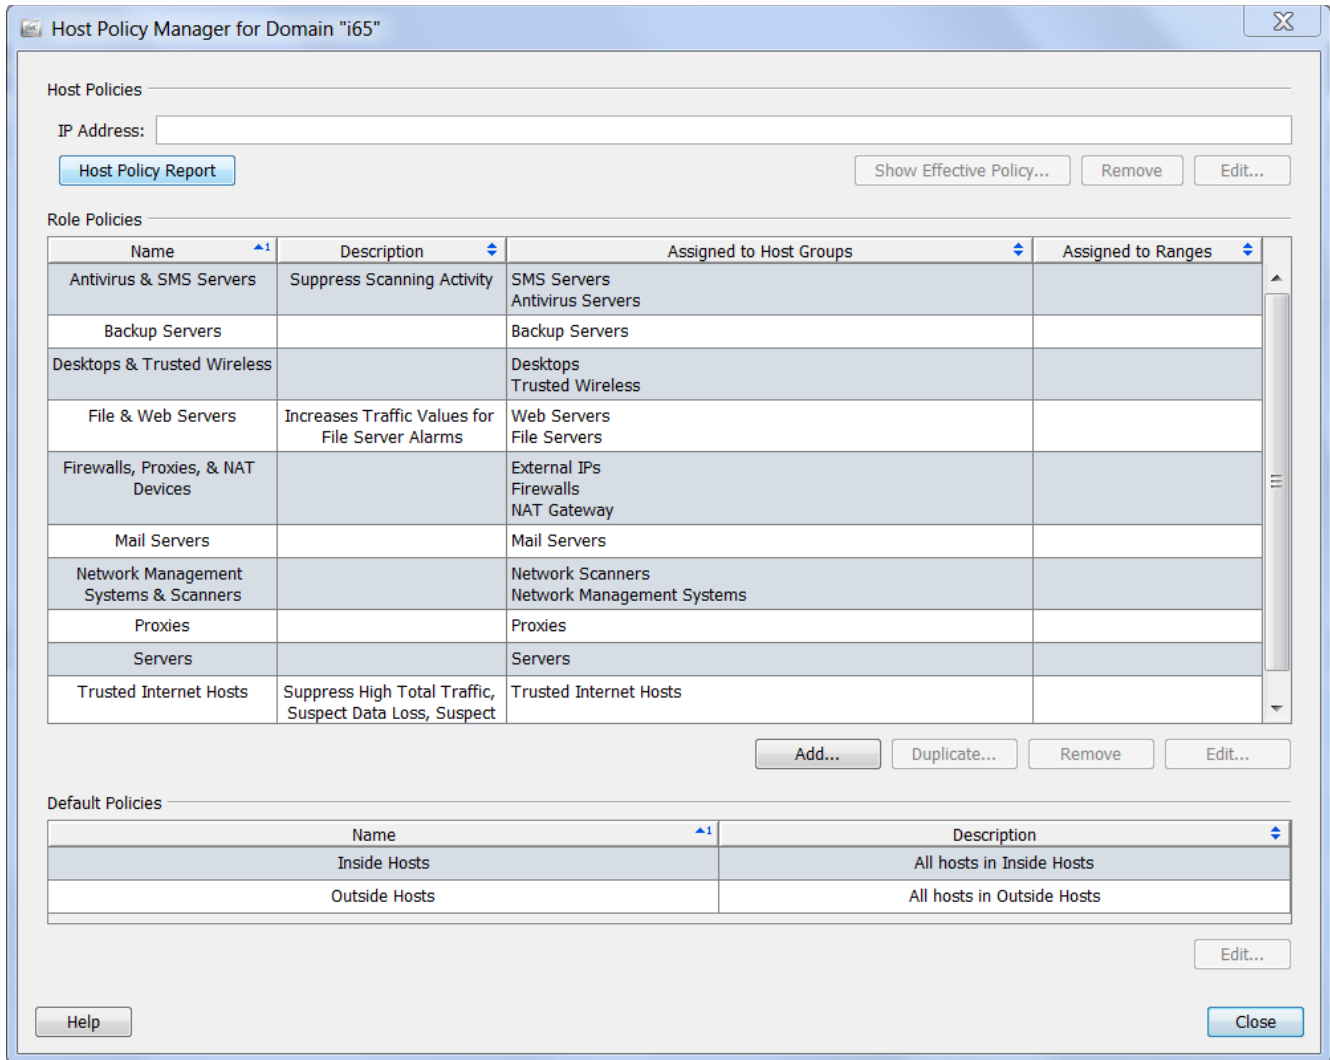 Host Policy Manager for Domain "i65"
Host Policies
IP Address:
Host Policy Report
Show Effective Policy...
Remove
Edit...
Role Policies
Name 1 Description Assigned to Host Groups Assigned to Ranges
Antivirus & SMS Servers Suppress Scanning Activity SMS Servers
Antivirus Servers
Backup Servers Backup Servers
Desktops & Trusted Wireless Desktops
Trusted Wireless
File & Web Servers Increases Traffic Values for Web Servers
File Server Alarms File Servers
Firewalls, Proxies, & NAT External IPs
Devices Firewalls
NAT Gateway
Mail Servers Mail Servers
Network Management Network Scanners
Systems & Scanners Network Management Systems
Proxies Proxies
Servers Servers
Trusted Internet Hosts Suppress High Total Traffic, Trusted Internet Hosts
Suspect Data Loss, Suspect
Add...
Duplicate...
Remove
Edit...
Default Policies
Name 1 Description
Inside Hosts All hosts in Inside Hosts
Outside Hosts All hosts in Outside Hosts
Edit...
Help
Close